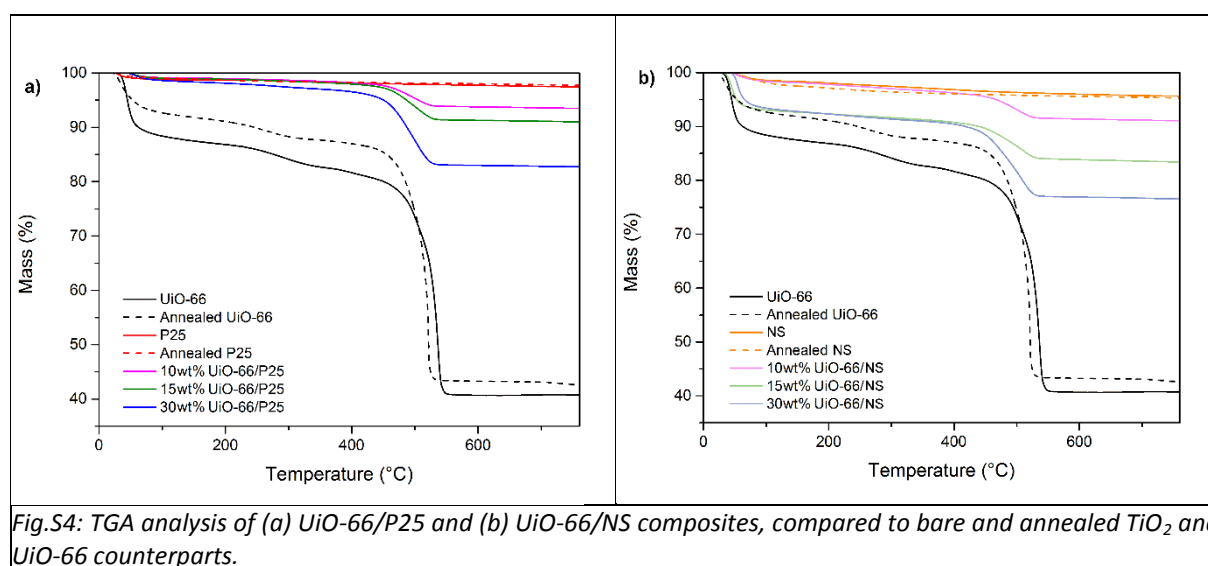 a)
Mass (%)
100
90
80
70
60
50
40
UiO-66
Annealed UiO-66
P25
Annealed P25
10wt% UiO-66/P25
15wt% UiO-66/P25
30wt% UiO-66/P25
0 200 400 600
Temperature (°C)
b)
Mass (%)
100
90
80
70
60
50
40
UiO-66
Annealed UiO-66
NS
Annealed NS
10wt% UiO-66/NS
15wt% UiO-66/NS
30wt% UiO-66/NS
0 200 400 600
Temperature (°C)
Fig.S4: TGA analysis of (a) UiO-66/P25 and (b) UiO-66/NS composites, compared to bare and annealed TiO₂ and
UiO-66 counterparts.